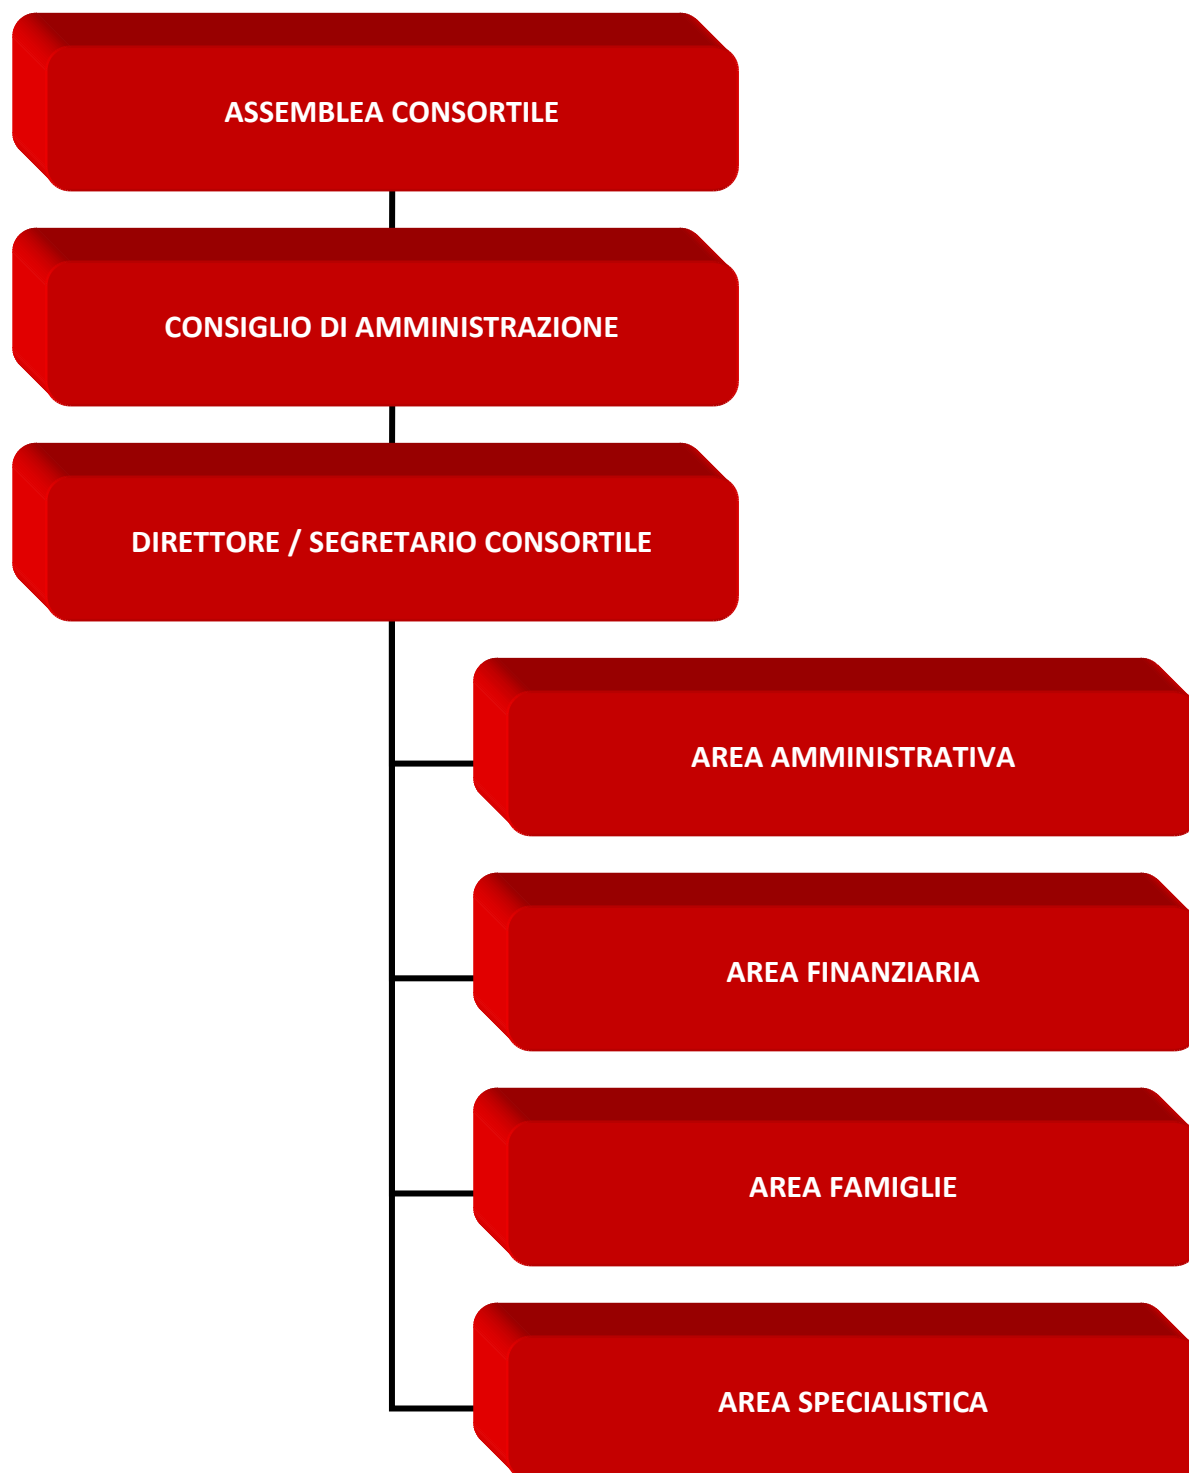 ASSEMBLEA CONSORTILE
CONSIGLIO DI AMMINISTRAZIONE
DIRETTORE / SEGRETARIO CONSORTILE
AREA AMMINISTRATIVA
AREA FINANZIARIA
AREA FAMIGLIE
AREA SPECIALISTICA